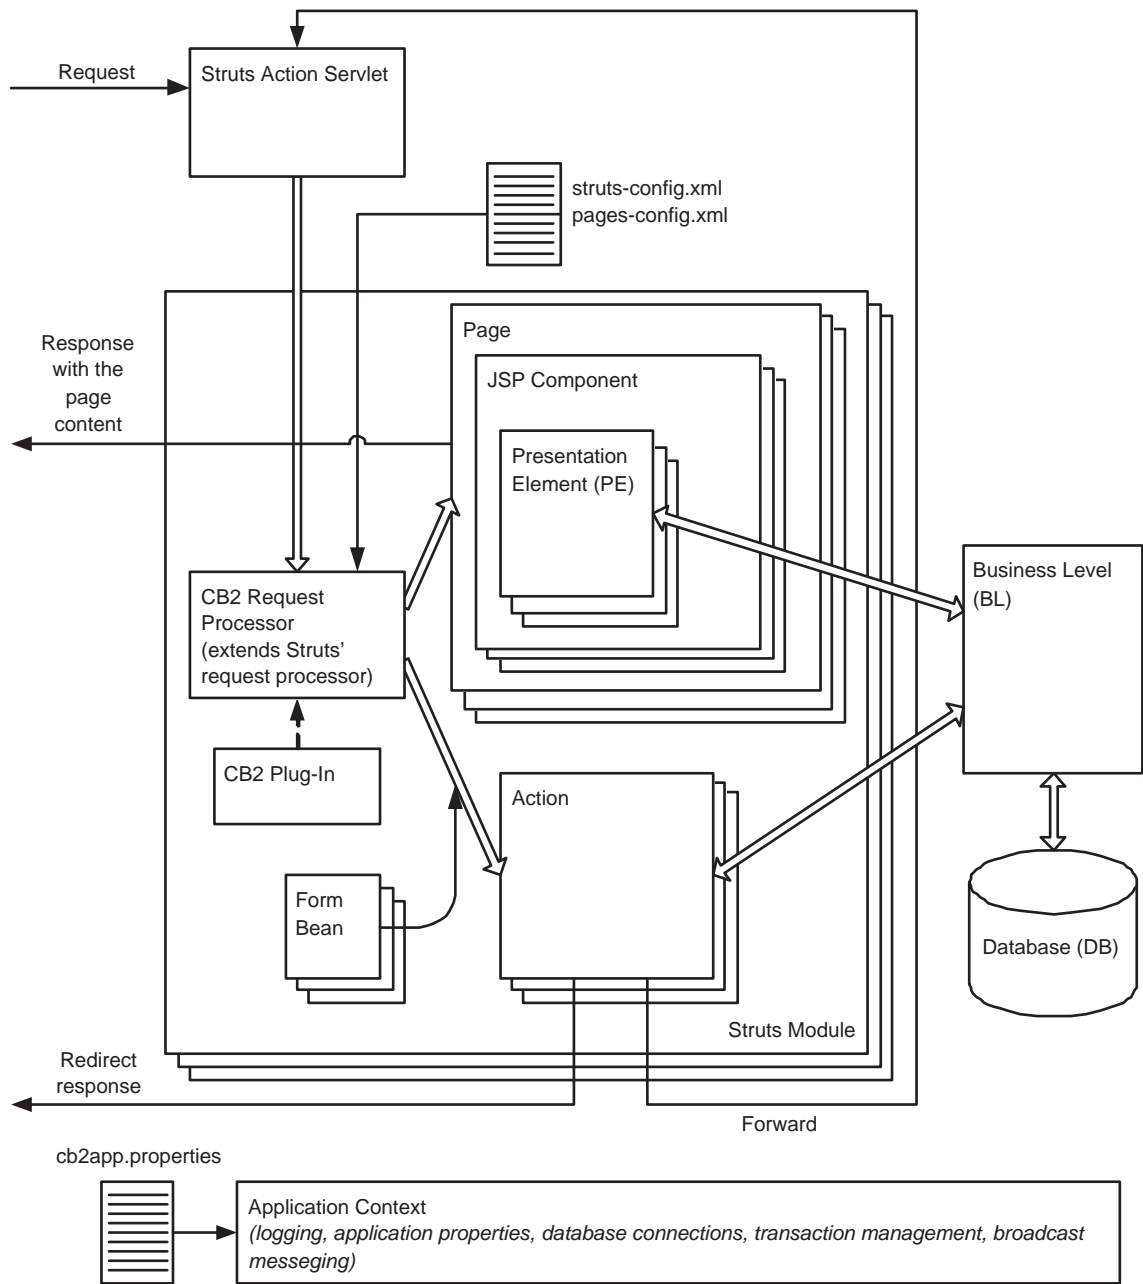 Request
Struts Action Servlet
struts-config.xml
pages-config.xml
Response
with the
page
content
Page
JSP Component
Presentation
Element (PE)
Business Level
(BL)
CB2 Request
Processor
(extends Struts'
request processor)
CB2 Plug-In
Action
Form
Bean
Database (DB)
Struts Module
Redirect
response
Forward
cb2app.properties
Application Context
(logging, application properties, database connections, transaction management, broadcast
messeging)